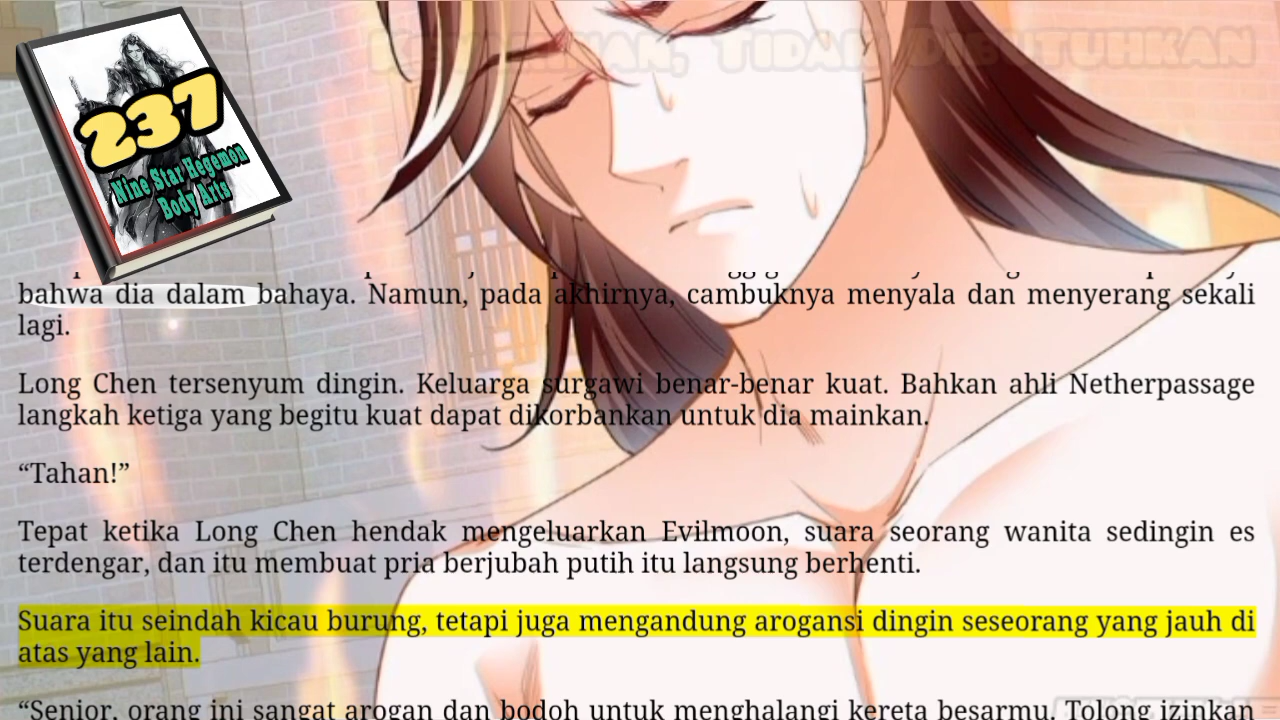 TIDAK DIBUTUHKAN
237
Nine Star Hegemon
Body Arts
bahwa dia dalam bahaya. Namun, pada akhirnya, cambuknya menyala dan menyerang sekali
lagi.
Long Chen tersenyum dingin. Keluarga surgawi benar-benar kuat. Bahkan ahli Netherpassage
langkah ketiga yang begitu kuat dapat dikorbankan untuk dia mainkan.
“Tahan!”
Tepat ketika Long Chen hendak mengeluarkan Evilmoon, suara seorang wanita sedingin es
terdengar, dan itu membuat pria berjubah putih itu langsung berhenti.
Suara itu seindah kicau burung, tetapi juga mengandung arogansi dingin seseorang yang jauh di
atas yang lain.
“Senior, orang ini sangat arogan dan bodoh untuk menghalangi kereta besarmu. Tolong izinkan